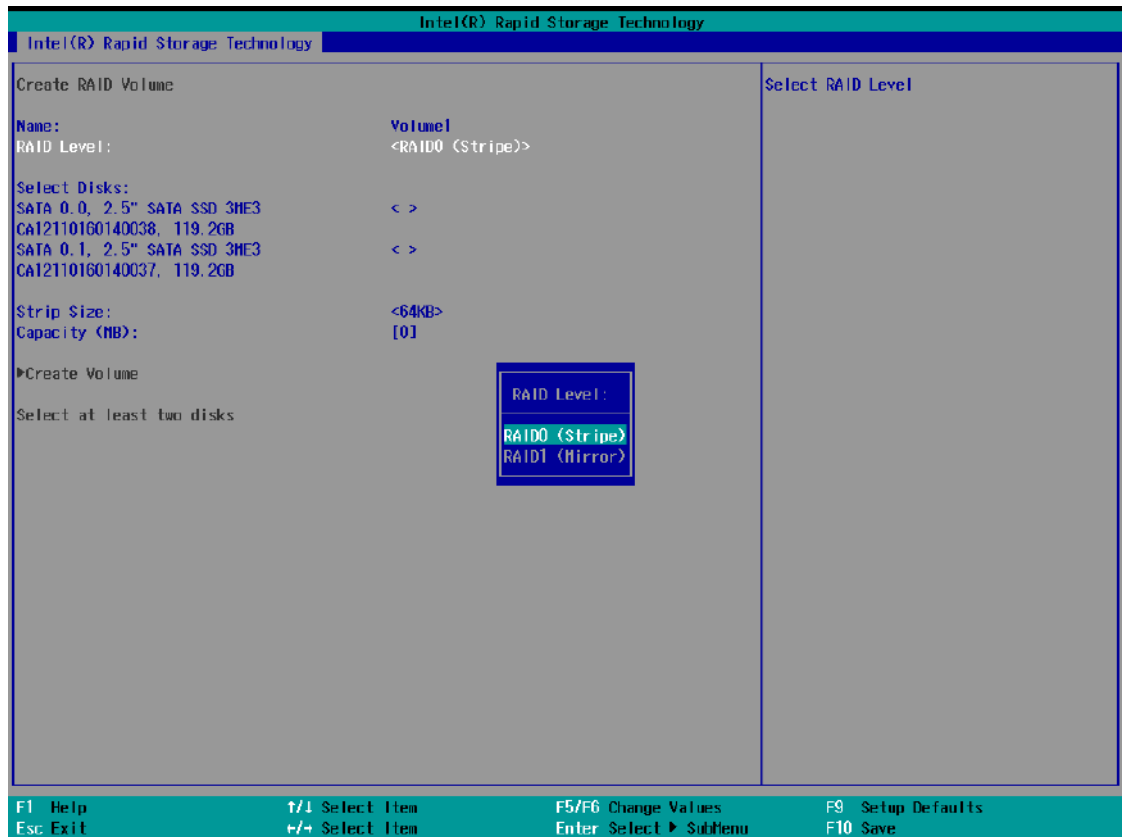 Intel(R) Rapid Storage Technology
Intel(R) Rapid Storage Technology
Create RAID Volume
Select RAID Level
Name: Volume1
RAID Level: <RAID0 (Stripe)>
Select Disks:
SATA 0.0, 2.5" SATA SSD 3ME3 < >
CA12110160140038, 119.2GB
SATA 0.1, 2.5" SATA SSD 3ME3 < >
CA12110160140037, 119.2GB
Strip Size: <64KB>
Capacity (MB): [0]
▶Create Volume
Select at least two disks
RAID Level:
RAID0 (Stripe)
RAID1 (Mirror)
F1 Help ↑/↓ Select Item F5/F6 Change Values F9 Setup Defaults
Esc Exit ←/→ Select Item Enter Select ▶ SubMenu F10 Save